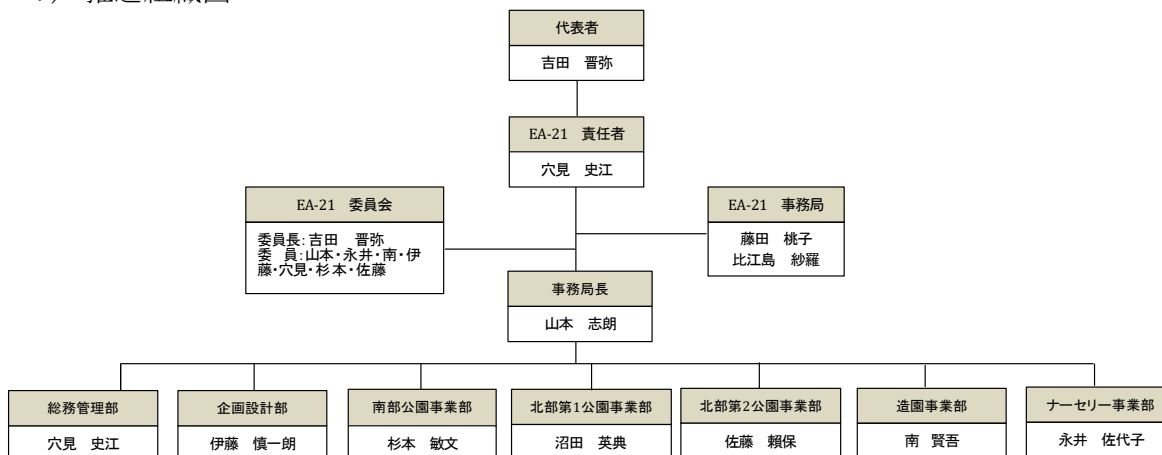 代表者
吉田 晋弥
EA-21 責任者
穴見 史江
EA-21 委員会
委員長:吉田 晋弥
委 員:山本・永井・南・伊
藤・穴見・杉本・佐藤
EA-21 事務局
藤田 桃子
比江島 紗羅
事務局長
山本 志朗
総務管理部
穴見 史江
企画設計部
伊藤 慎一朗
南部公園事業部
杉本 敏文
北部第1公園事業部
沼田 英典
北部第2公園事業部
佐藤 頼保
造園事業部
南 賢吾
ナーセリー事業部
永井 佐代子